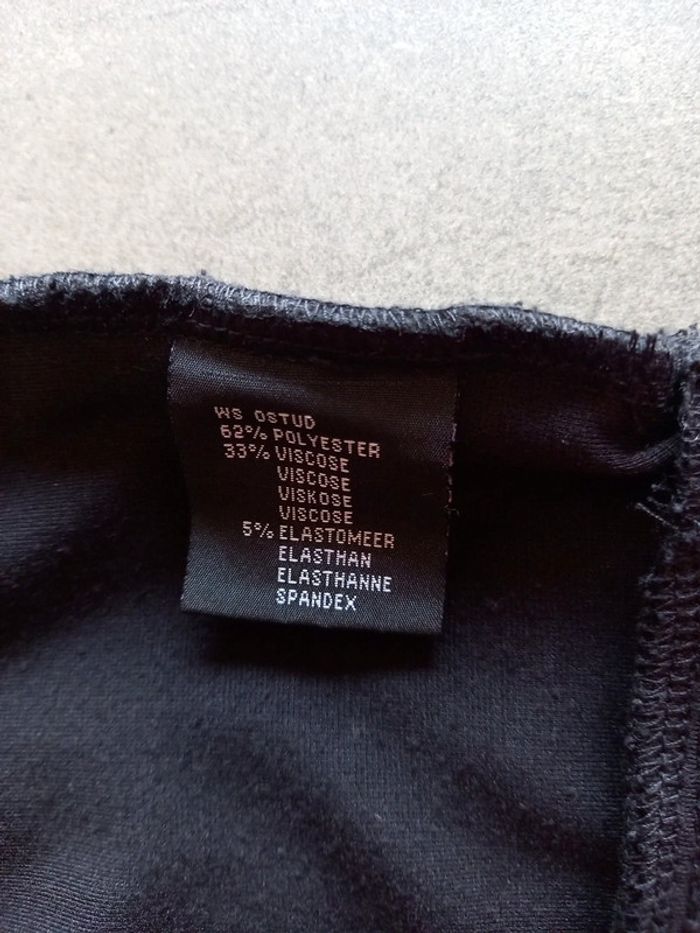 WS OSTUD
62% POLYESTER
33% VISCOSE
VISCOSE
VISKOSE
VISCOSE
5% ELASTOMEER
ELASTHAN
ELASTHANNE
SPANDEX